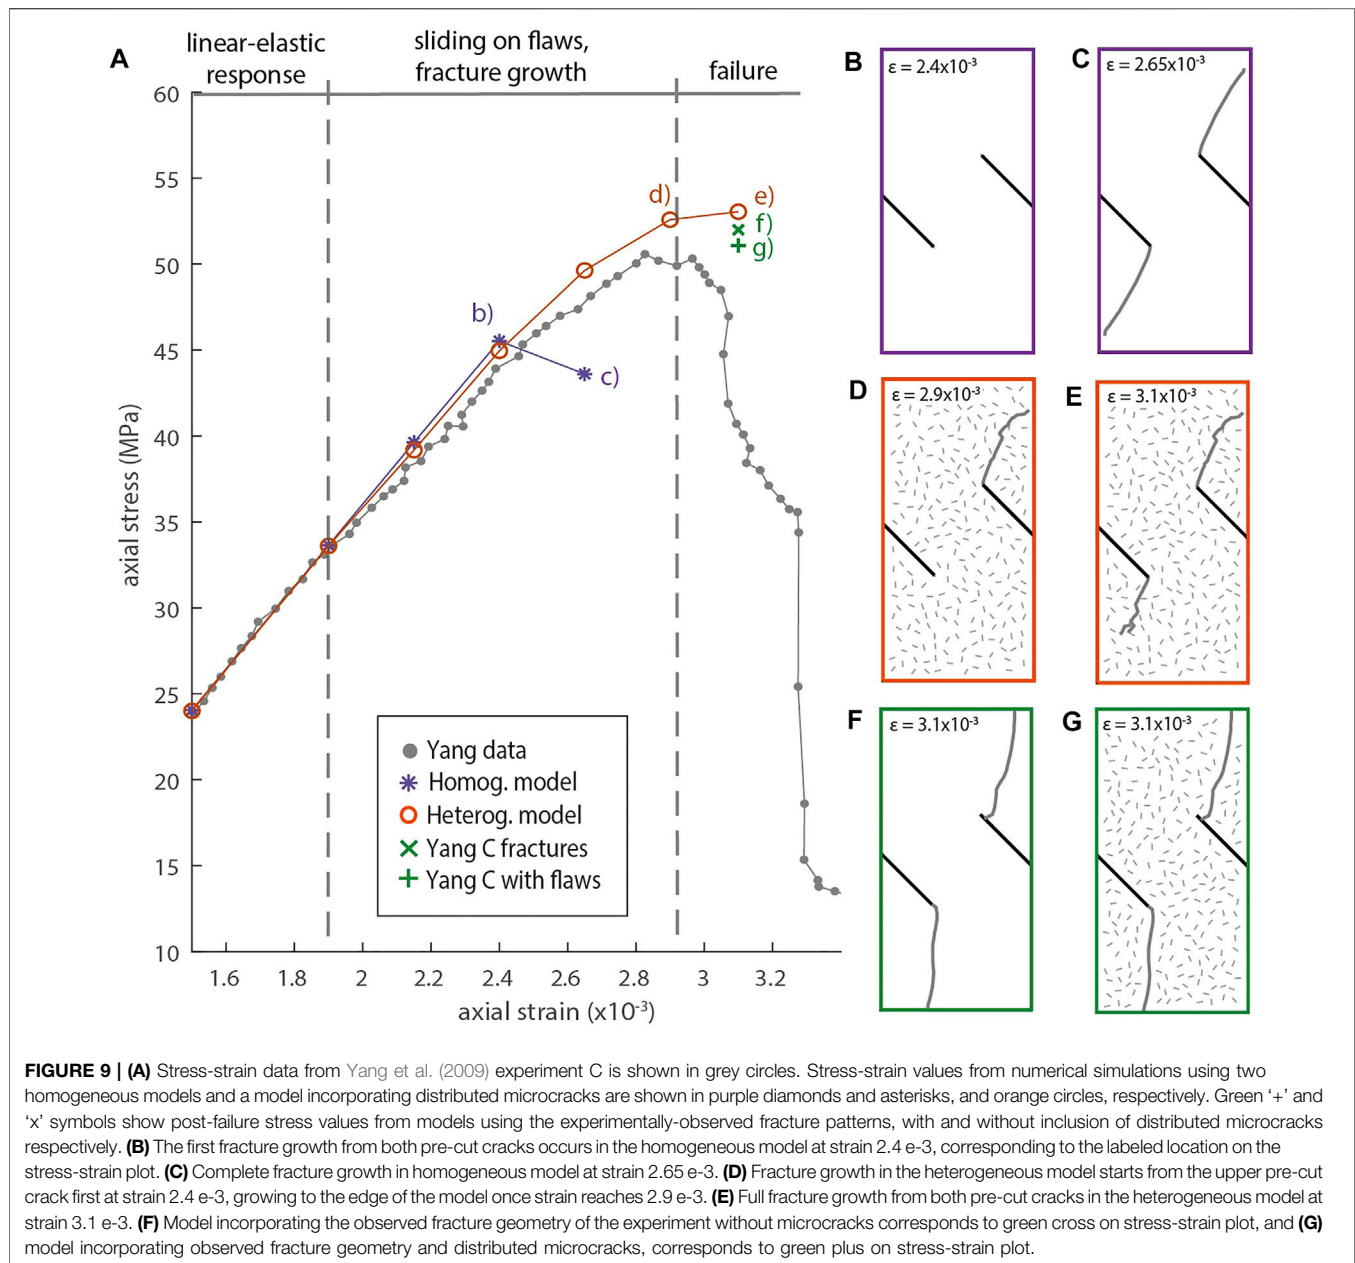 A
linear-elastic
response
sliding on flaws,
fracture growth
failure
60
55
50
45
40
35
30
25
20
15
10
axial stress (MPa)
1.6
1.8
2
2.2
2.4
2.6
2.8
3
3.2
axial strain (x10-3)
b)
c)
d)
e)
f)
g)
Yang data
Homog. model
Heterog. model
Yang C fractures
Yang C with flaws
B
ε = 2.4x10-3
C
ε = 2.65x10-3
D
ε = 2.9x10-3
E
ε = 3.1x10-3
F
ε = 3.1x10-3
G
ε = 3.1x10-3
FIGURE 9 | (A) Stress-strain data from Yang et al. (2009) experiment C is shown in grey circles. Stress-strain values from numerical simulations using two
homogeneous models and a model incorporating distributed microcracks are shown in purple diamonds and asterisks, and orange circles, respectively. Green ‘+’ and
‘x’ symbols show post-failure stress values from models using the experimentally-observed fracture patterns, with and without inclusion of distributed microcracks
respectively. (B) The first fracture growth from both pre-cut cracks occurs in the homogeneous model at strain 2.4 e-3, corresponding to the labeled location on the
stress-strain plot. (C) Complete fracture growth in homogeneous model at strain 2.65 e-3. (D) Fracture growth in the heterogeneous model starts from the upper pre-cut
crack first at strain 2.4 e-3, growing to the edge of the model once strain reaches 2.9 e-3. (E) Full fracture growth from both pre-cut cracks in the heterogeneous model at
strain 3.1 e-3. (F) Model incorporating the observed fracture geometry of the experiment without microcracks corresponds to green cross on stress-strain plot, and (G)
model incorporating observed fracture geometry and distributed microcracks, corresponds to green plus on stress-strain plot.